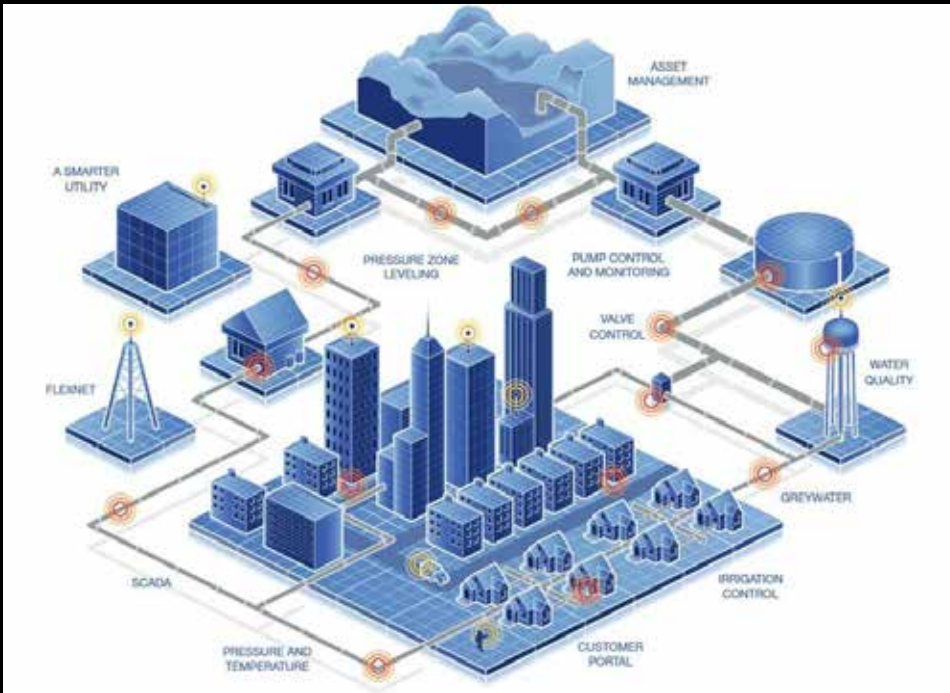 ASSET
MANAGEMENT
A SMARTER
UTILITY
PRESSURE ZONE
LEVELING
PUMP CONTROL
AND MONITORING
VALVE
CONTROL
FLEXNET
WATER
QUALITY
GREYWATER
SCADA
IRRIGATION
CONTROL
PRESSURE AND
TEMPERATURE
CUSTOMER
PORTAL